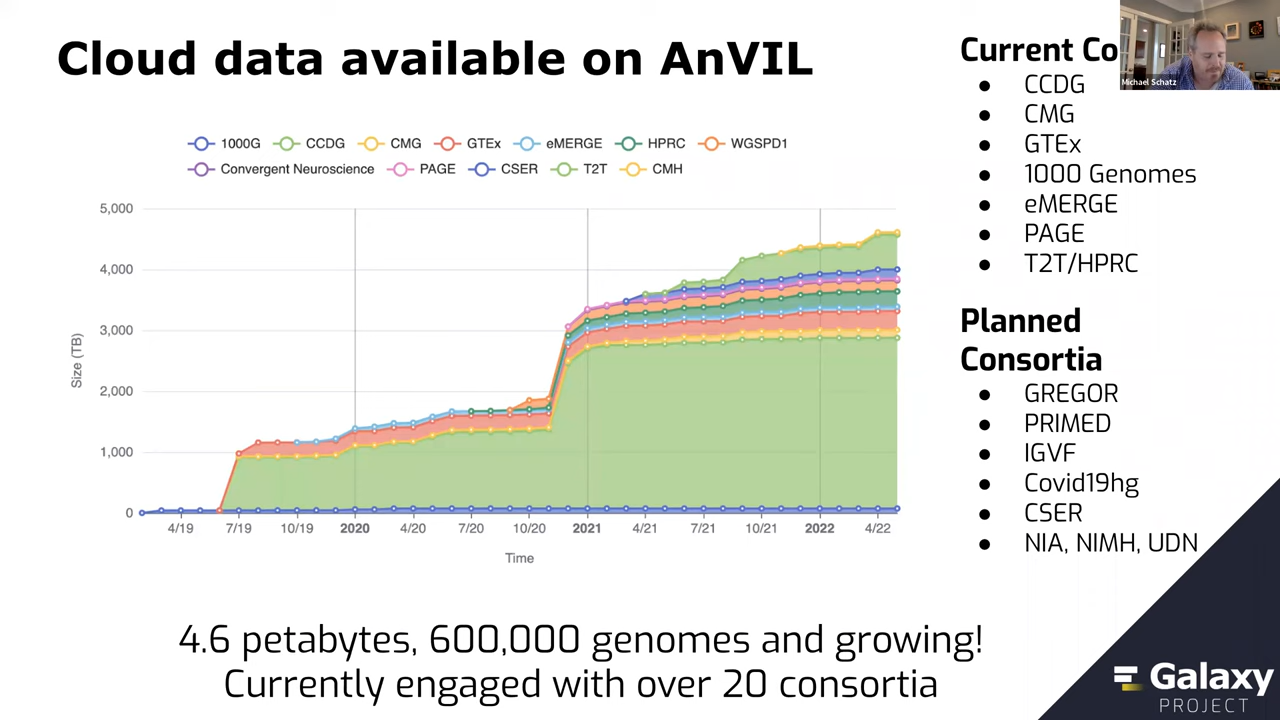 Cloud data available on AnVIL
Michael Schatz
1000G CCDG CMG GTEx eMERGE HPRC WGSPD1
Convergent Neuroscience PAGE CSER T2T CMH
Size (TB)
5,000
4,000
3,000
2,000
1,000
0
4/19 7/19 10/19 2020 4/20 7/20 10/20 2021 4/21 7/21 10/21 2022 4/22
Time
Current Co
● CCDG
● CMG
● GTEx
● 1000 Genomes
● eMERGE
● PAGE
● T2T/HPRC
Planned
Consortia
● GREGOR
● PRIMED
● IGVF
● Covid19hg
● CSER
● NIA, NIMH, UDN
4.6 petabytes, 600,000 genomes and growing!
Currently engaged with over 20 consortia
Galaxy
PROJECT